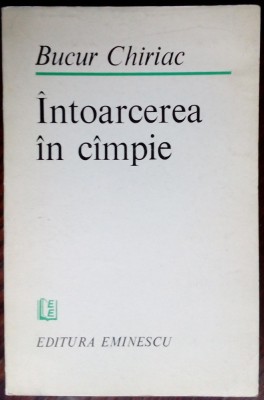 Bucur Chiriac
Întoarcerea
în cîmpie
EDITURA EMINESCU